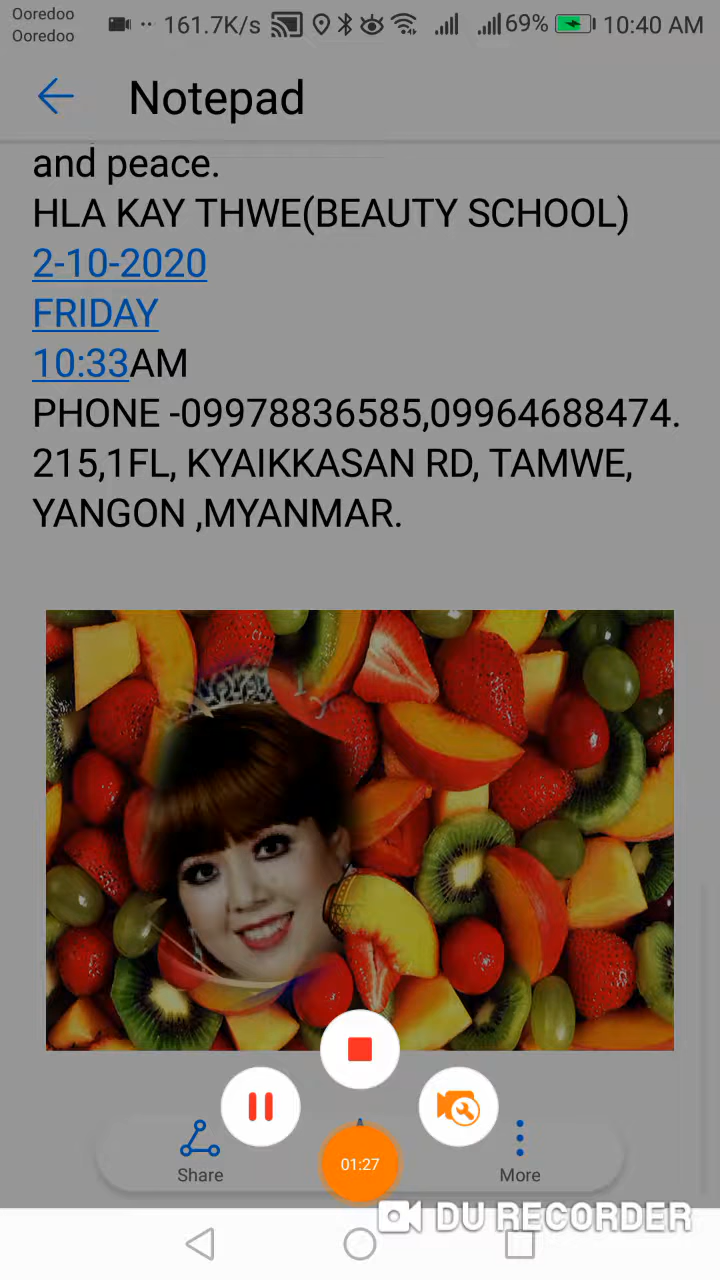 Ooredoo
Ooredoo
161.7K/s
69%
10:40 AM
Notepad
and peace.
HLA KAY THWE(BEAUTY SCHOOL)
2-10-2020
FRIDAY
10:33AM
PHONE -09978836585,09964688474.
215,1FL, KYAIKKASAN RD, TAMWE,
YANGON ,MYANMAR.
Share
01:27
More
DU RECORDER